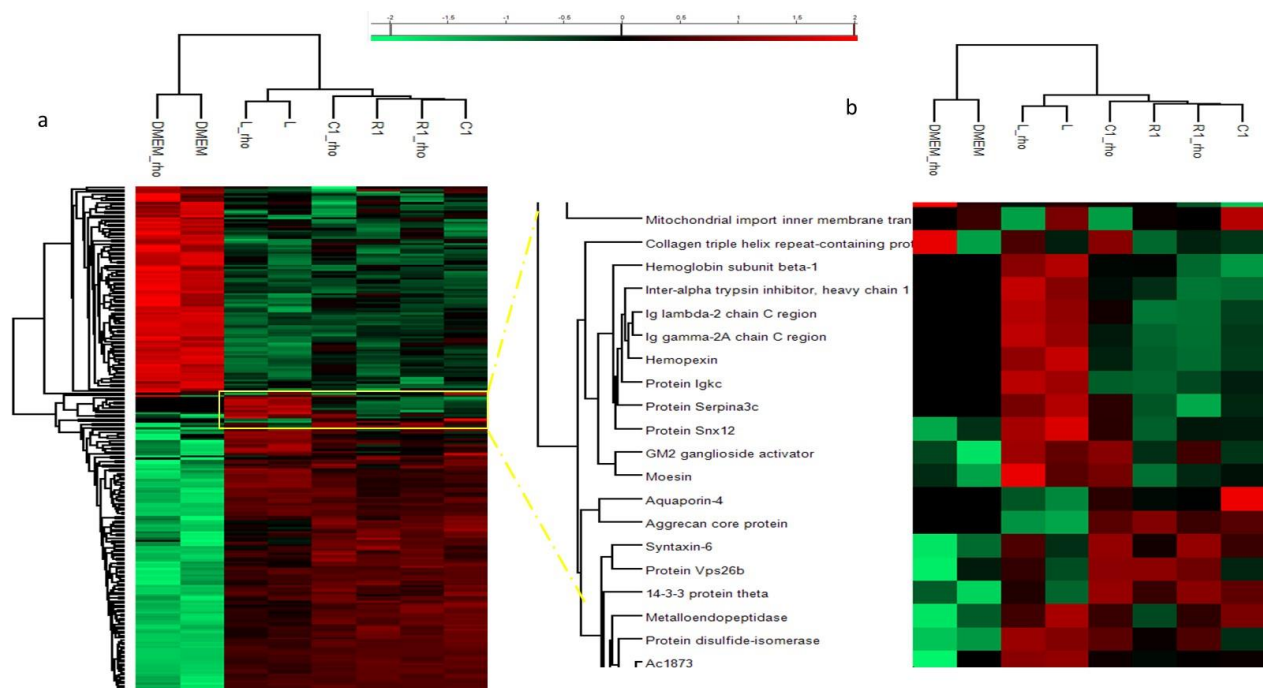 -2 -1.5 -1 -0.5 0 0.5 1 1.5 2
a
DMEM_rho DMEM L_rho L C1_rho R1 R1_rho C1
b
DMEM_rho DMEM L_rho L C1_rho R1 R1_rho C1
Mitochondrial import inner membrane tran
Collagen triple helix repeat-containing prot
Hemoglobin subunit beta-1
Inter-alpha trypsin inhibitor, heavy chain 1
Ig lambda-2 chain C region
Ig gamma-2A chain C region
Hemopexin
Protein Igkc
Protein Serpina3c
Protein Snx12
GM2 ganglioside activator
Moesin
Aquaporin-4
Aggrecan core protein
Syntaxin-6
Protein Vps26b
14-3-3 protein theta
Metalloendopeptidase
Protein disulfide-isomerase
Ac1873